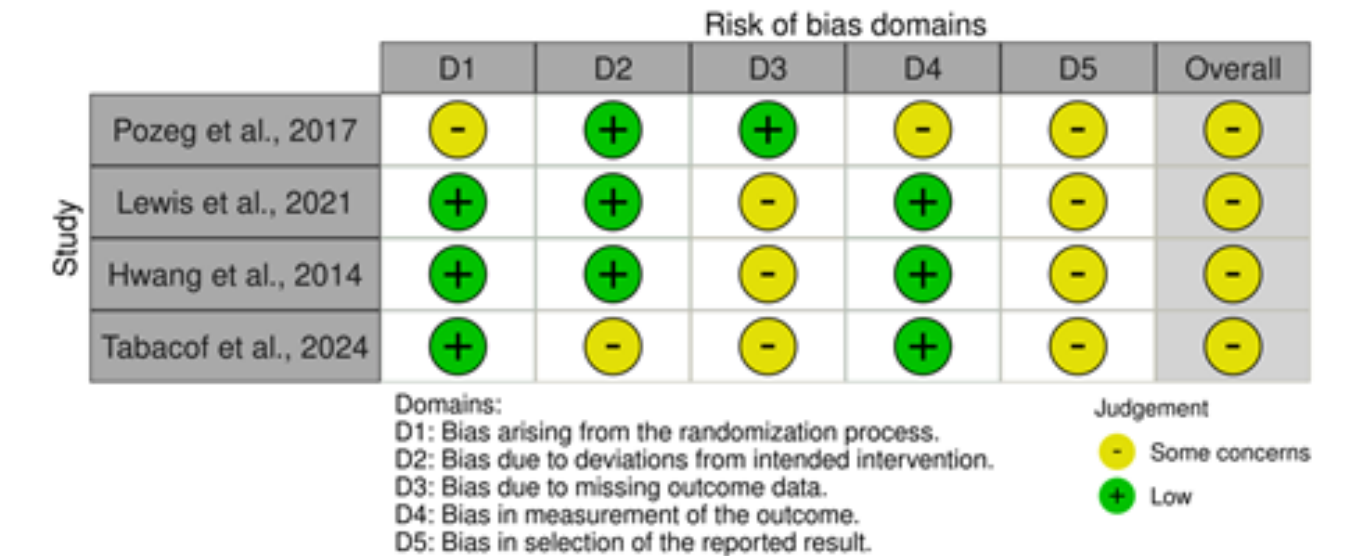 Risk of bias domains
D1 D2 D3 D4 D5 Overall
Study
Pozeg et al., 2017 - + + - - -
Lewis et al., 2021 + + - + - -
Hwang et al., 2014 + + - + - -
Tabacof et al., 2024 + - - + - -
Domains:
D1: Bias arising from the randomization process.
D2: Bias due to deviations from intended intervention.
D3: Bias due to missing outcome data.
D4: Bias in measurement of the outcome.
D5: Bias in selection of the reported result.
Judgement
- Some concerns
+ Low